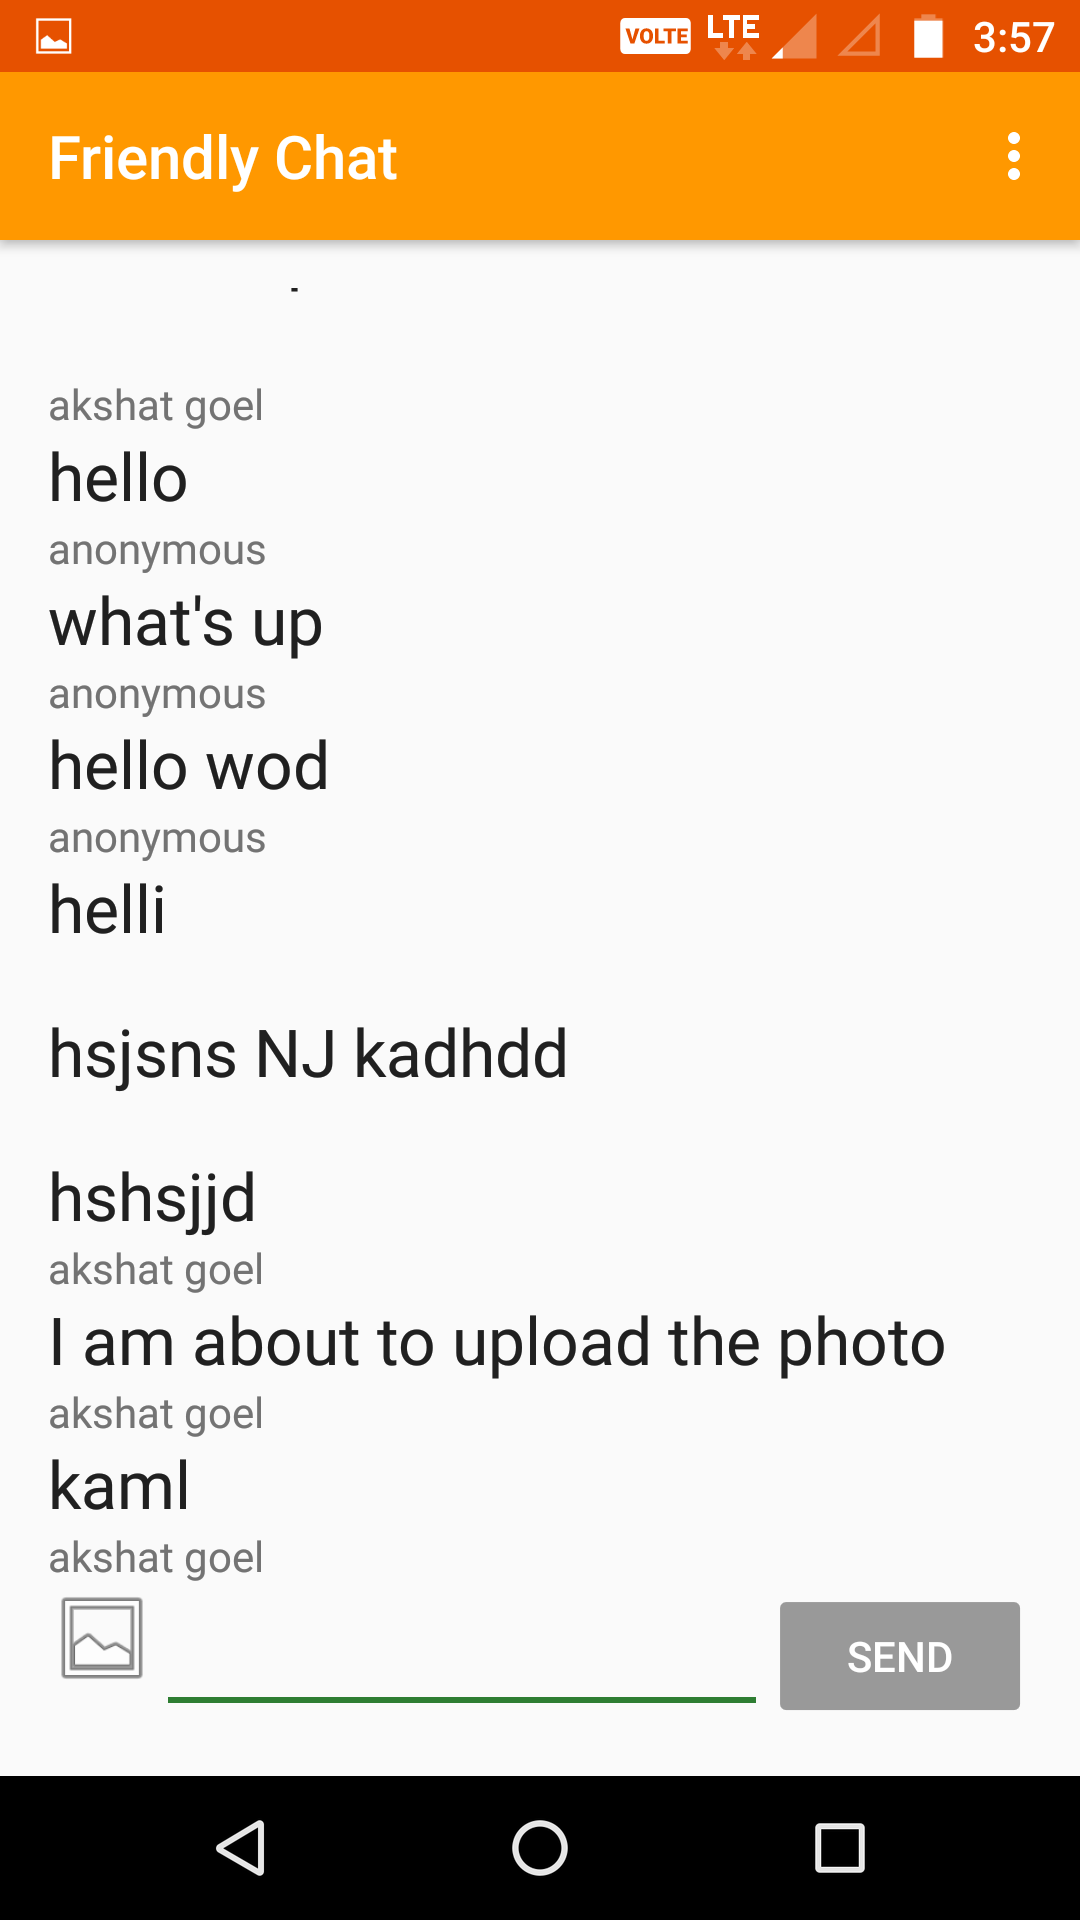 VOLTE LTE 3:57
Friendly Chat
akshat goel
hello
anonymous
what's up
anonymous
hello wod
anonymous
helli
hsjsns NJ kadhdd
hshsjjd
akshat goel
I am about to upload the photo
akshat goel
kaml
akshat goel
SEND